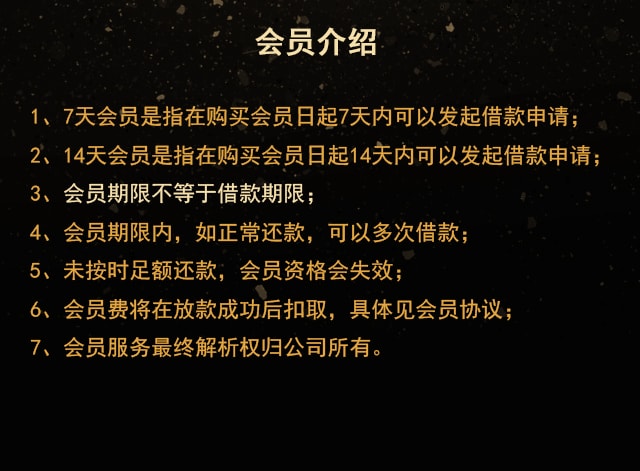 会员介绍
1、7天会员是指在购买会员日起7天内可以发起借款申请；
2、14天会员是指在购买会员日起14天内可以发起借款申请；
3、会员期限不等于借款期限；
4、会员期限内，如正常还款，可以多次借款；
5、未按时足额还款，会员资格会失效；
6、会员费将在放款成功后扣取，具体见会员协议；
7、会员服务最终解析权归公司所有。